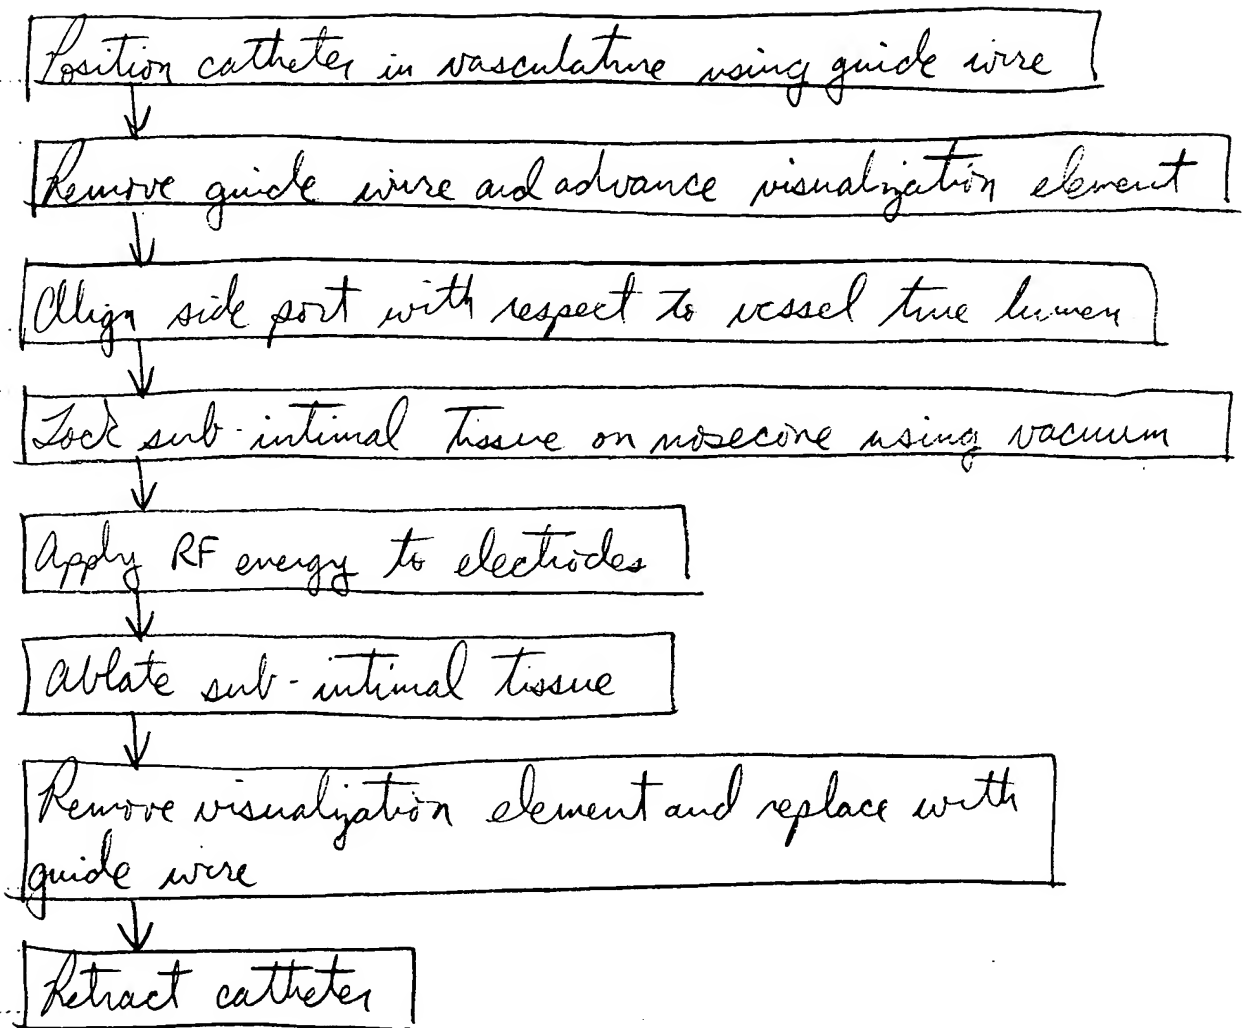 Position catheter in vasculature using guide wire
Remove guide wire and advance visualization element
Align side port with respect to vessel true lumen
Lock sub-intimal tissue on nosecone using vacuum
Apply RF energy to electrodes
Ablate sub-intimal tissue
Remove visualization element and replace with
guide wire
Retract catheter